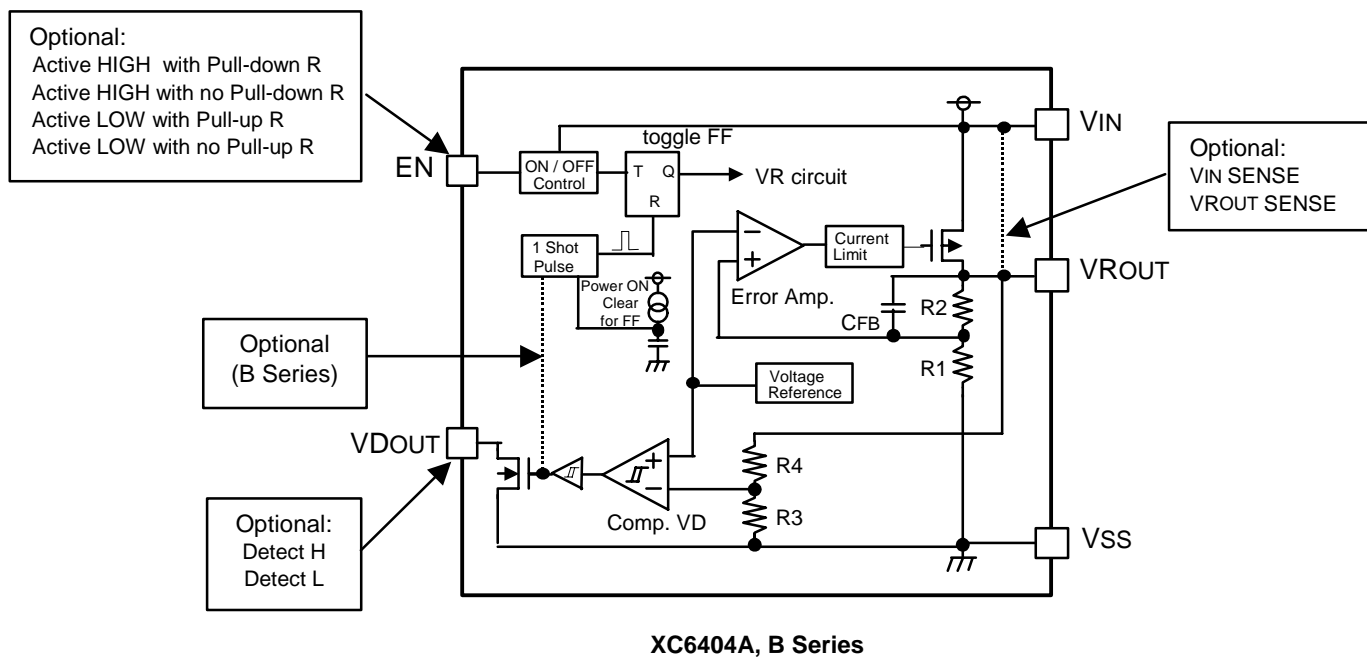 Optional:
Active HIGH with Pull-down R
Active HIGH with no Pull-down R
Active LOW with Pull-up R
Active LOW with no Pull-up R
EN
ON / OFF
Control
toggle FF
T Q
R
VR circuit
VIN
Optional:
VIN SENSE
VROUT SENSE
1 Shot
Pulse
Power ON
Clear
for FF
Error Amp.
Current
Limit
VROUT
CFB
R2
R1
Optional
(B Series)
Voltage
Reference
VDOUT
Comp. VD
R4
R3
VSS
Optional:
Detect H
Detect L
XC6404A, B Series